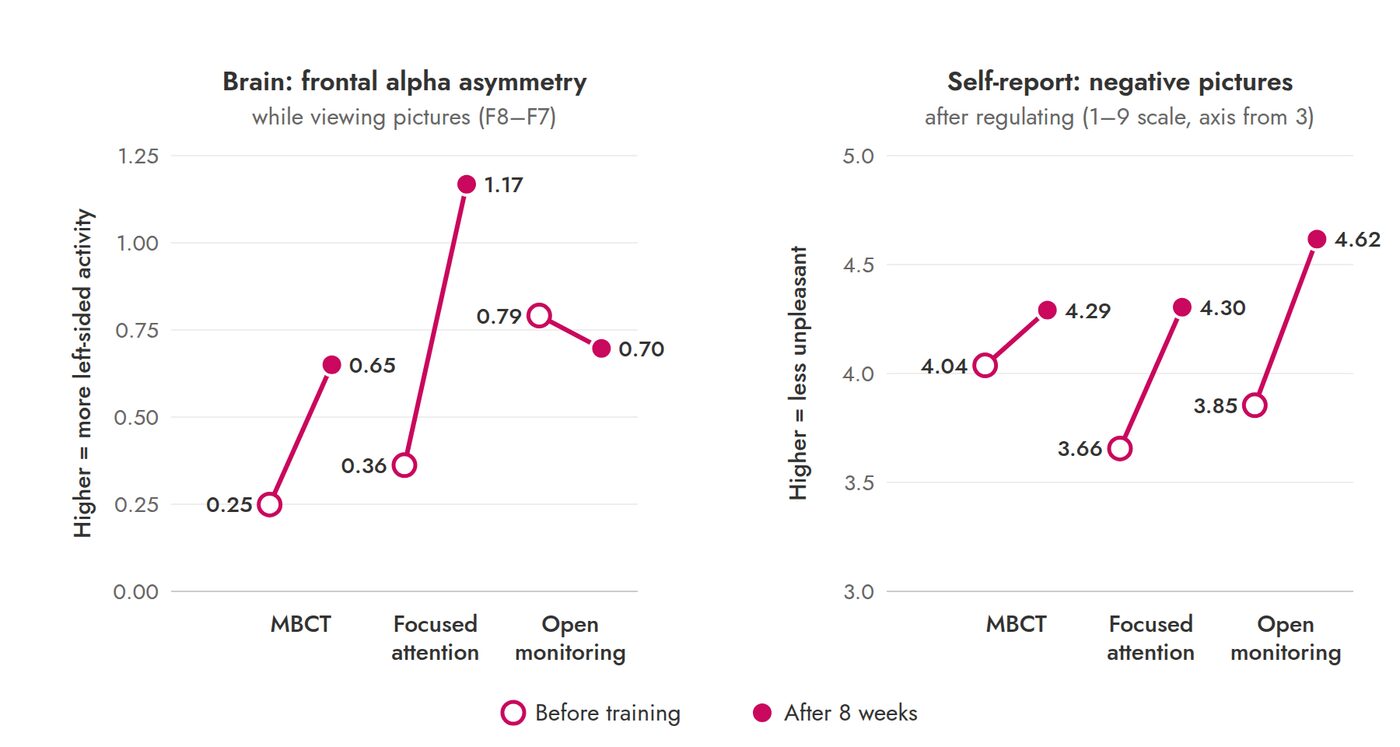 Brain: frontal alpha asymmetry
while viewing pictures (F8–F7)
Higher = more left-sided activity
1.25
1.00
0.75
0.50
0.25
0.00
0.25
0.65
0.36
1.17
0.79
0.70
MBCT
Focused
attention
Open
monitoring
Self-report: negative pictures
after regulating (1–9 scale, axis from 3)
Higher = less unpleasant
5.0
4.5
4.0
3.5
3.0
4.04
4.29
3.66
4.30
3.85
4.62
MBCT
Focused
attention
Open
monitoring
Before training
After 8 weeks